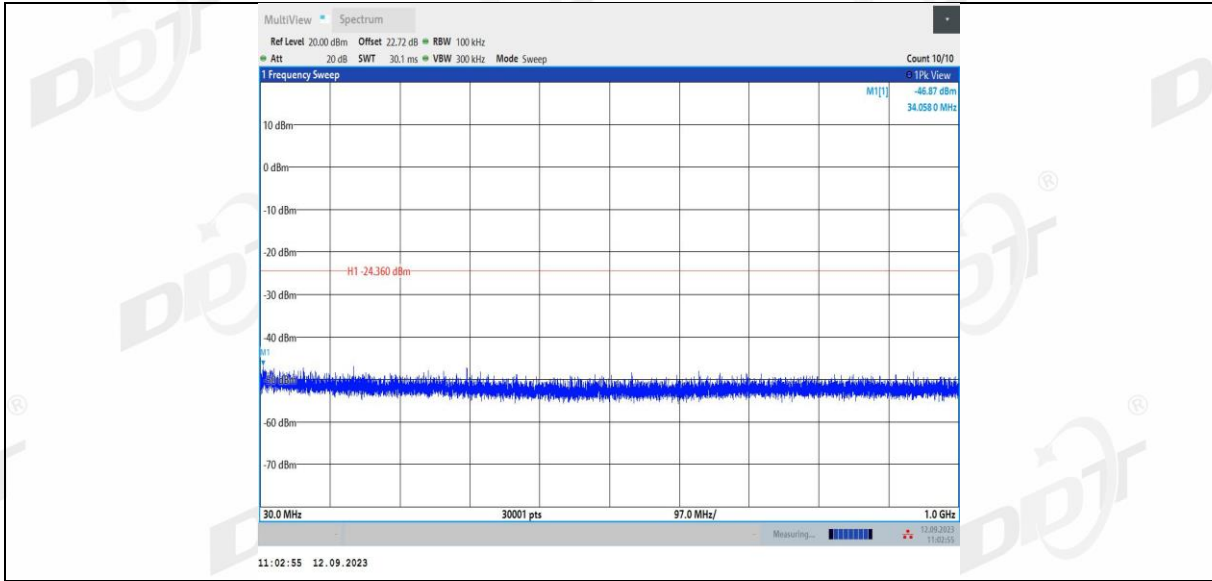 MultiView Spectrum
Ref Level 20.00 dBm Offset 22.72 dB RBW 100 kHz
Att 20 dB SWT 30.1 ms VBW 300 kHz Mode Sweep Count 10/10
1 Frequency Sweep 1Pk View
M1[1] -46.87 dBm
34.058 0 MHz
10 dBm
0 dBm
-10 dBm
-20 dBm
H1 -24.360 dBm
-30 dBm
-40 dBm
M1
-50 dBm
-60 dBm
-70 dBm
30.0 MHz 30001 pts 97.0 MHz/ 1.0 GHz
Measuring... 12.09.2023
11:02:55
11:02:55 12.09.2023
DDT
®